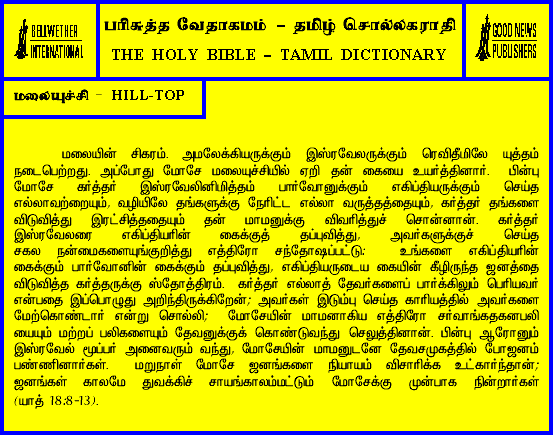 BELLWETHER
INTERNATIONAL
பரிசுத்த வேதாகமம் – தமிழ் சொல்லகராதி
THE HOLY BIBLE – TAMIL DICTIONARY
GOOD NEWS
PUBLISHERS
மலையுச்சி – HILL-TOP
மலையின் சிகரம். அமலேக்கியருக்கும் இஸ்ரவேலருக்கும் ரெவிதீமிலே யுத்தம்
நடைபெற்றது. அப்போது மோசே மலையுச்சியில் ஏறி தன் கையை உயர்த்தினார். பின்பு
மோசே கர்த்தர் இஸ்ரவேலினிமித்தம் பார்வோனுக்கும் எகிப்தியருக்கும் செய்த
எல்லாவற்றையும், வழியிலே தங்களுக்கு நேரிட்ட எல்லா வருத்தத்தையும், கர்த்தர் தங்களை
விடுவித்து இரட்சித்ததையும் தன் மாமனுக்கு விவரித்துச் சொன்னான். கர்த்தர்
இஸ்ரவேலரை எகிப்தியரின் கைக்குத் தப்புவித்து, அவர்களுக்குச் செய்த
சகல நன்மைகளையுங்குறித்து எத்திரோ சந்தோஷப்பட்டு: உங்களை எகிப்தியரின்
கைக்கும் பார்வோனின் கைக்கும் தப்புவித்து, எகிப்தியருடைய கையின் கீழிருந்த ஜனத்தை
விடுவித்த கர்த்தருக்கு ஸ்தோத்திரம். கர்த்தர் எல்லாத் தேவர்களைப் பார்க்கிலும் பெரியவர்
என்பதை இப்பொழுது அறிந்திருக்கிறேன்; அவர்கள் இடும்பு செய்த காரியத்தில் அவர்களை
மேற்கொண்டார் என்று சொல்லி; மோசேயின் மாமனாகிய எத்திரோ சர்வாங்கதகனபலி
யையும் மற்றப் பலிகளையும் தேவனுக்குக் கொண்டுவந்து செலுத்தினான். பின்பு ஆரோனும்
இஸ்ரவேல் மூப்பர் அனைவரும் வந்து, மோசேயின் மாமனுடனே தேவசமுகத்தில் போஜனம்
பண்ணினார்கள். மறுநாள் மோசே ஜனங்களை நியாயம் விசாரிக்க உட்கார்ந்தான்;
ஜனங்கள் காலமே துவக்கிச் சாயங்காலம்மட்டும் மோசேக்கு முன்பாக நின்றார்கள்
(யாத் 18:8-13).